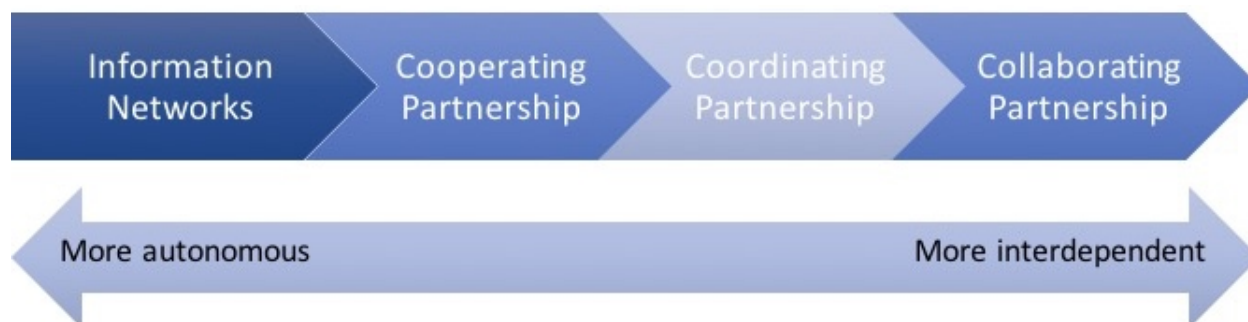 Information
Networks
Cooperating
Partnership
Coordinating
Partnership
Collaborating
Partnership
More autonomous
More interdependent